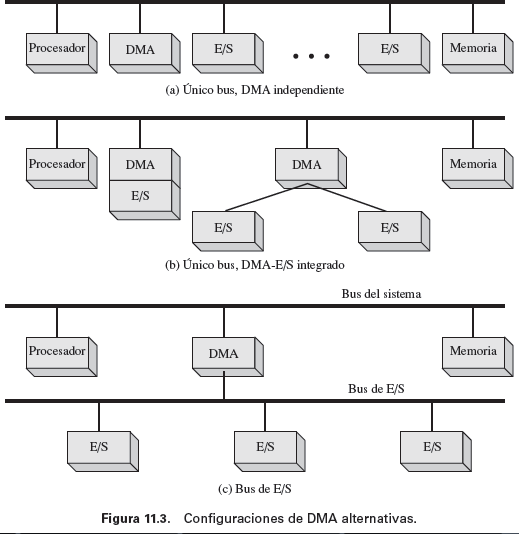 Procesador DMA E/S • • • E/S Memoria
(a) Único bus, DMA independiente
Procesador DMA DMA Memoria
E/S
E/S E/S
(b) Único bus, DMA-E/S integrado
Bus del sistema
Procesador DMA Memoria
Bus de E/S
E/S E/S E/S
(c) Bus de E/S
Figura 11.3. Configuraciones de DMA alternativas.